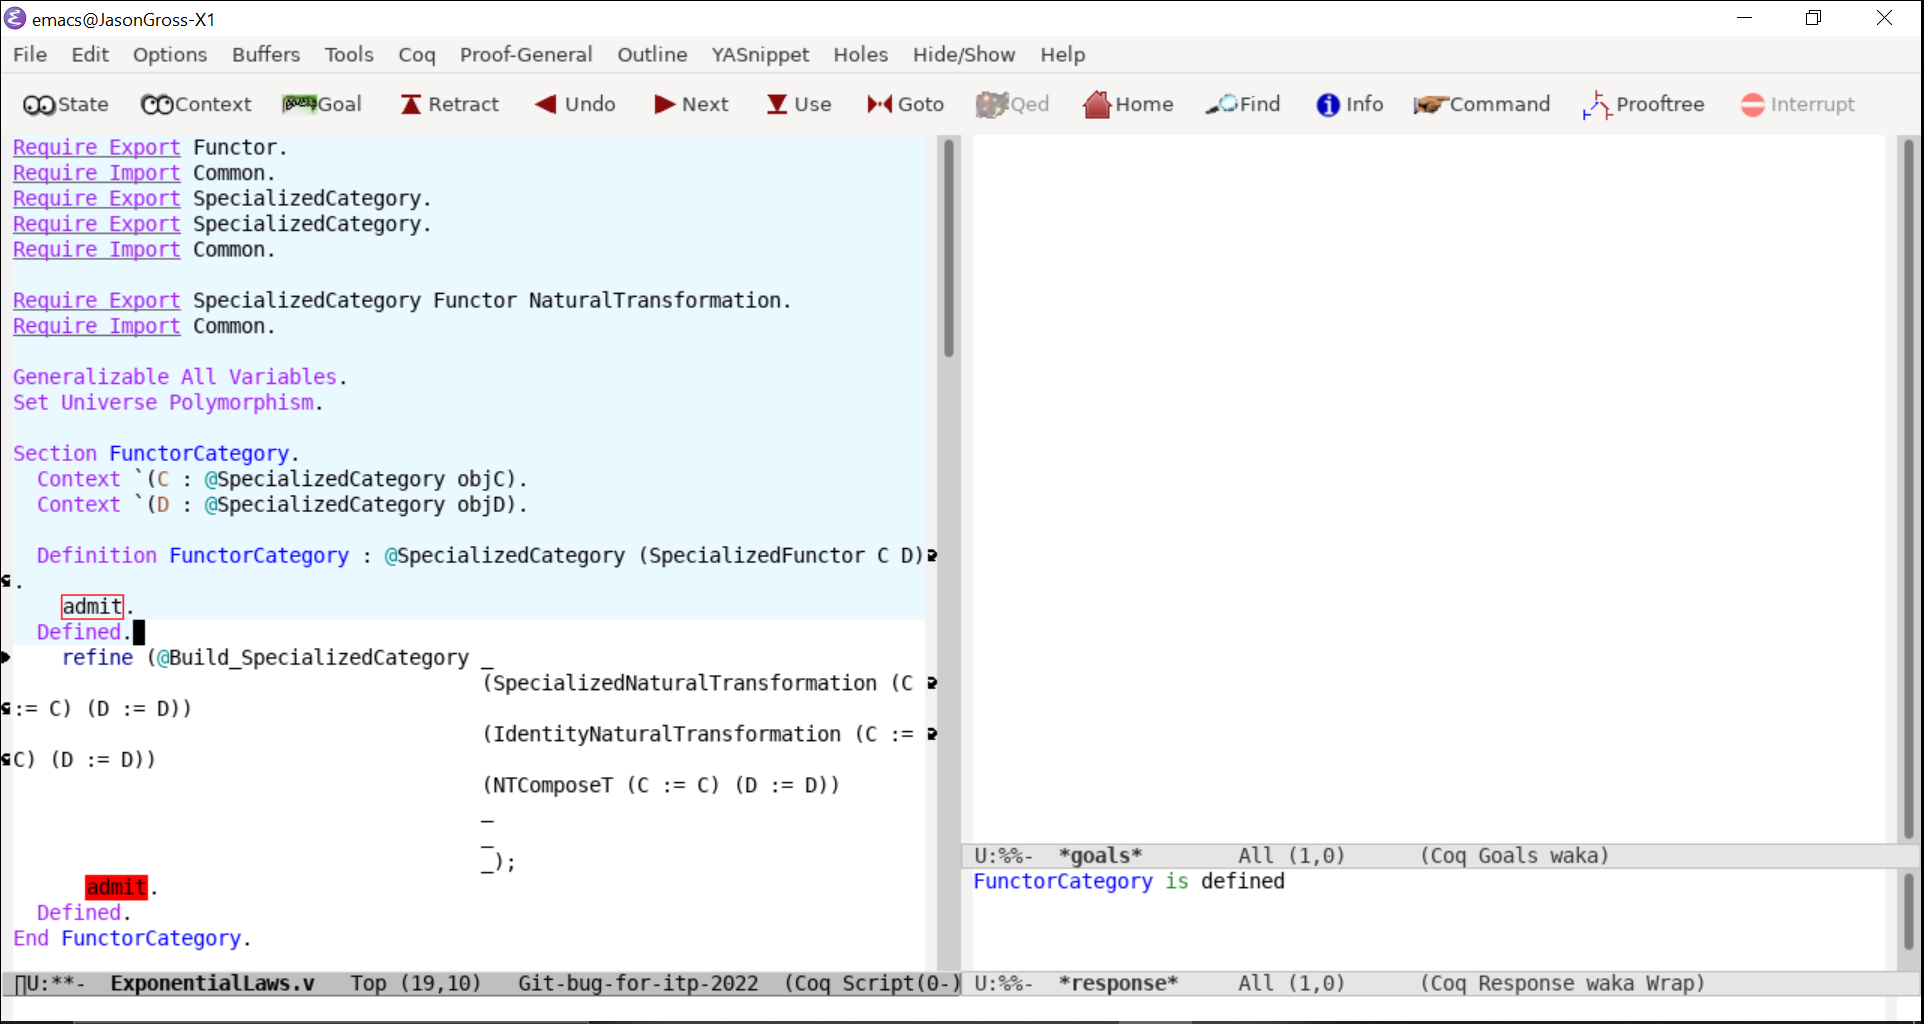 emacs@JasonGross-X1
File Edit Options Buffers Tools Coq Proof-General Outline YASnippet Holes Hide/Show Help
State Context Goal Retract Undo Next Use Goto Qed Home Find Info Command Prooftree Interrupt
Require Export Functor.
Require Import Common.
Require Export SpecializedCategory.
Require Export SpecializedCategory.
Require Import Common.
Require Export SpecializedCategory Functor NaturalTransformation.
Require Import Common.
Generalizable All Variables.
Set Universe Polymorphism.
Section FunctorCategory.
Context `(C : @SpecializedCategory objC).
Context `(D : @SpecializedCategory objD).
Definition FunctorCategory : @SpecializedCategory (SpecializedFunctor C D)
.
admit.
Defined.
refine (@Build_SpecializedCategory _
(SpecializedNaturalTransformation (C
:= C) (D := D))
(IdentityNaturalTransformation (C :=
C) (D := D))
(NTComposeT (C := C) (D := D))
_
_
_);
admit.
Defined.
End FunctorCategory.
U:**- ExponentialLaws.v Top (19,10) Git-bug-for-itp-2022 (Coq Script(0-)
U:%%- *goals* All (1,0) (Coq Goals waka)
FunctorCategory is defined
U:%%- *response* All (1,0) (Coq Response waka Wrap)